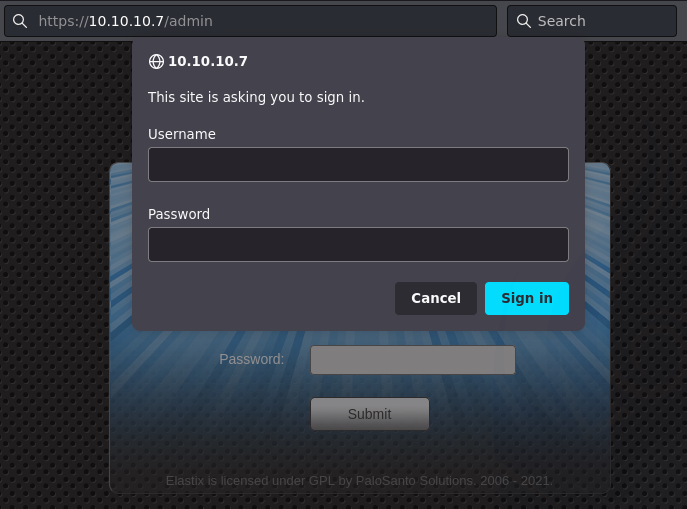 https://10.10.10.7/admin
Search
10.10.10.7
This site is asking you to sign in.
Username
Password
Cancel
Sign in
Password:
Submit
Elastix is licensed under GPL by PaloSanto Solutions. 2006 - 2021.